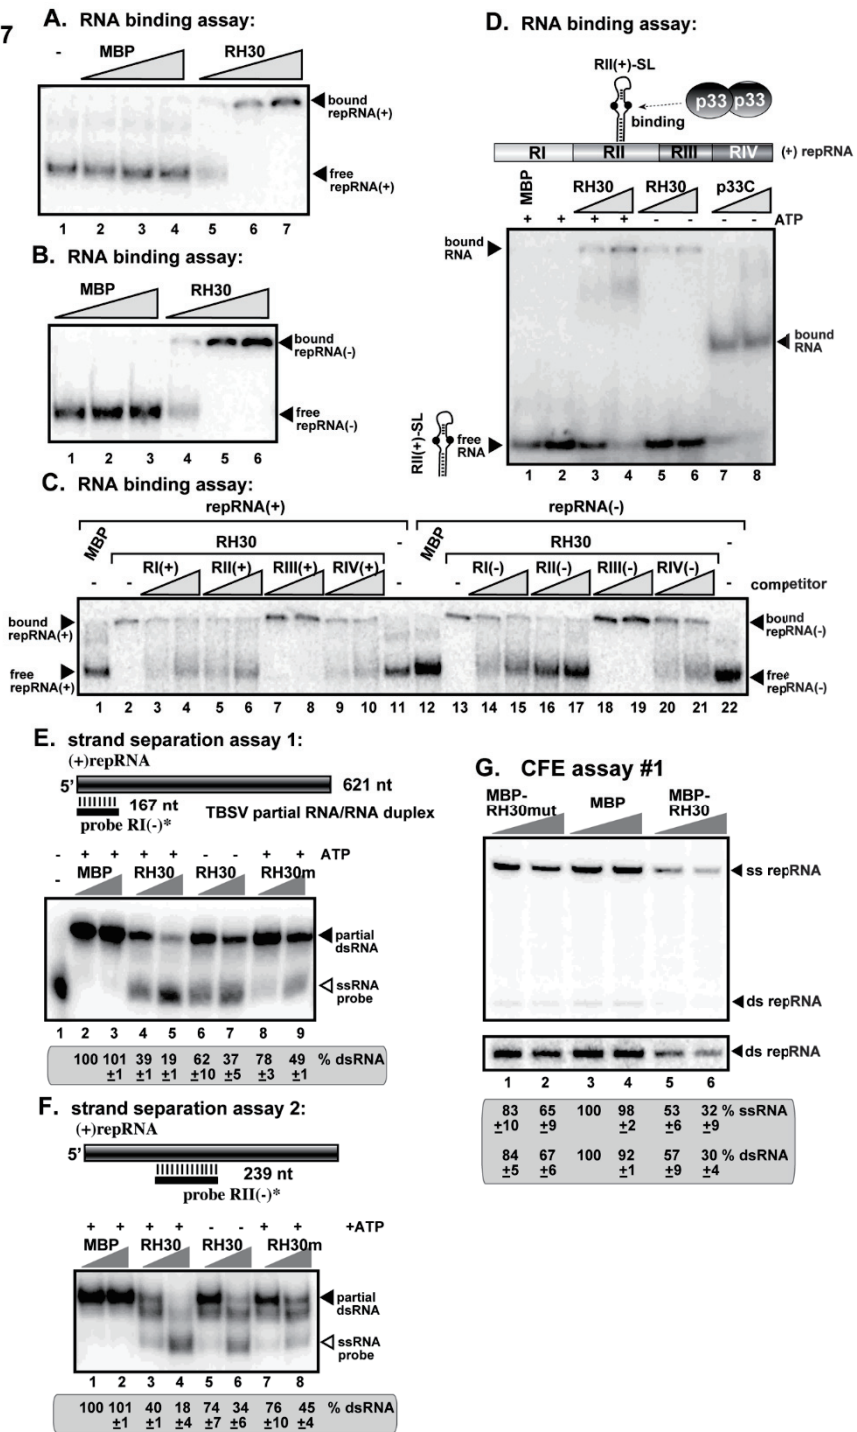 7
A. RNA binding assay:
- MBP RH30
bound
repRNA(+)
free
repRNA(+)
1 2 3 4 5 6 7
B. RNA binding assay:
MBP RH30
bound
repRNA(-)
free
repRNA(-)
1 2 3 4 5 6
D. RNA binding assay:
RII(+)-SL
p33 p33
binding
RI RII RIII RIV (+) repRNA
MBP RH30 RH30 p33C
+ + + + - - ATP
bound
RNA
bound
RNA
RII(+)-SL
free
RNA
1 2 3 4 5 6 7 8
C. RNA binding assay:
repRNA(+) repRNA(-)
MBP RH30 - MBP RH30
- - RI(+) RII(+) RIII(+) RIV(+) - - RI(-) RII(-) RIII(-) RIV(-) -
competitor
bound
repRNA(+)
bound
repRNA(-)
free
repRNA(+)
free
repRNA(-)
1 2 3 4 5 6 7 8 9 10 11 12 13 14 15 16 17 18 19 20 21 22
E. strand separation assay 1:
(+)repRNA
5' 621 nt
167 nt TBSV partial RNA/RNA duplex
probe RI(-)*
- + + + + - - + + ATP
- MBP RH30 RH30 RH30m
partial
dsRNA
ssRNA
probe
1 2 3 4 5 6 7 8 9
100 101 39 19 62 37 78 49 % dsRNA
±1 ±1 ±1 ±10 ±5 ±3 ±1
F. strand separation assay 2:
(+)repRNA
5'
239 nt
probe RII(-)*
+ + + + - - + + +ATP
MBP RH30 RH30 RH30m
partial
dsRNA
ssRNA
probe
1 2 3 4 5 6 7 8
100 101 40 18 74 34 76 45 % dsRNA
±1 ±1 ±4 ±7 ±6 ±10 ±4
G. CFE assay #1
MBP-
RH30mut MBP MBP-
RH30
ss repRNA
ds repRNA
ds repRNA
1 2 3 4 5 6
83 65 100 98 53 32 % ssRNA
±10 ±9 ±2 ±6 ±9
84 67 100 92 57 30 % dsRNA
±5 ±6 ±1 ±9 ±4